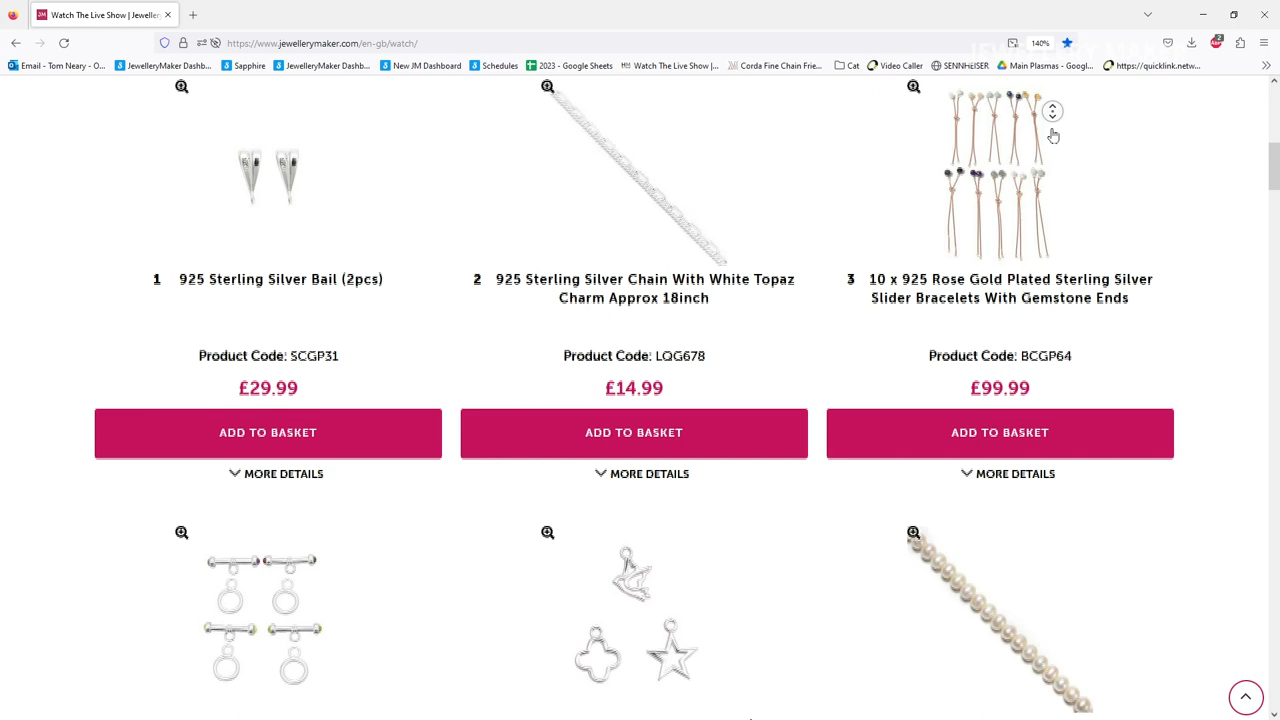 Watch The Live Show | Jeweller
https://www.jewellerymaker.com/en-gb/watch/
140%
2
Email - Tom Neary - O...
JewelleryMaker Dashb...
Sapphire
JewelleryMaker Dashb...
New JM Dashboard
Schedules
2023 - Google Sheets
Watch The Live Show |...
Corda Fine Chain Frie...
Cat
Video Caller
SENNHEISER
Main Plasmas - Googl...
https://quicklink.netw...
1 925 Sterling Silver Bail (2pcs)
Product Code: SCGP31
£29.99
ADD TO BASKET
MORE DETAILS
2 925 Sterling Silver Chain With White Topaz
Charm Approx 18inch
Product Code: LQG678
£14.99
ADD TO BASKET
MORE DETAILS
3 10 x 925 Rose Gold Plated Sterling Silver
Slider Bracelets With Gemstone Ends
Product Code: BCGP64
£99.99
ADD TO BASKET
MORE DETAILS